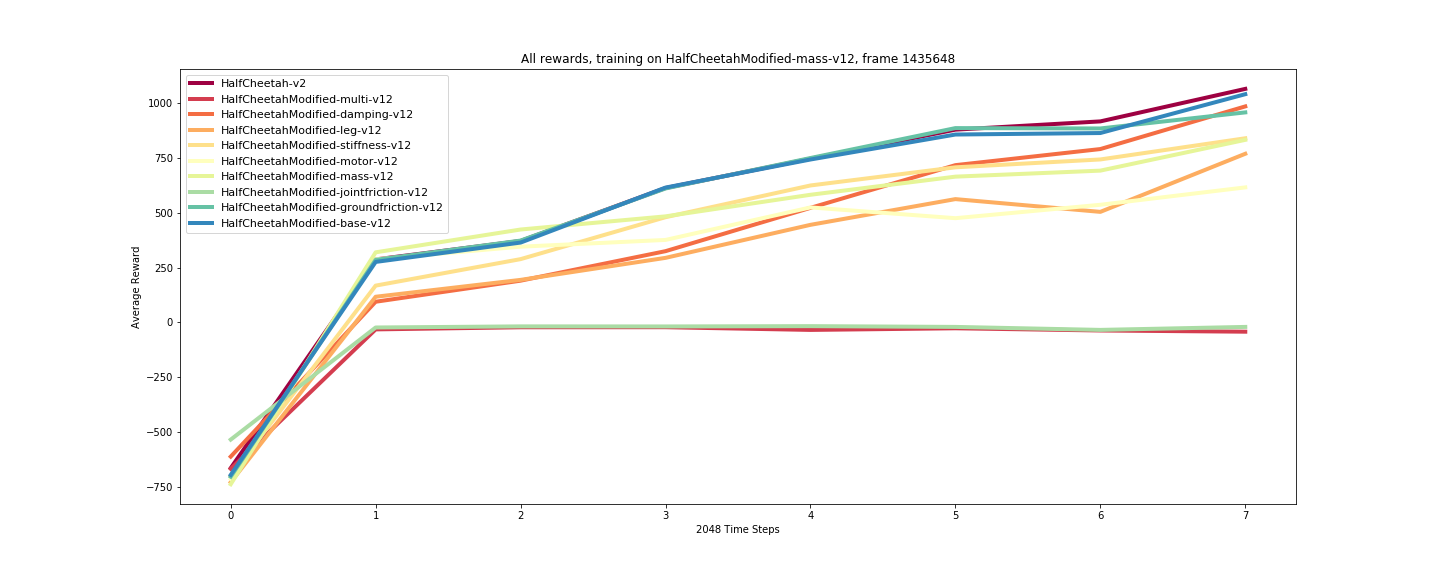 All rewards, training on HalfCheetahModified-mass-v12, frame 1435648
HalfCheetah-v2
HalfCheetahModified-multi-v12
HalfCheetahModified-damping-v12
HalfCheetahModified-leg-v12
HalfCheetahModified-stiffness-v12
HalfCheetahModified-motor-v12
HalfCheetahModified-mass-v12
HalfCheetahModified-jointfriction-v12
HalfCheetahModified-groundfriction-v12
HalfCheetahModified-base-v12
Average Reward
1000
750
500
250
0
−250
−500
−750
0 1 2 3 4 5 6 7
2048 Time Steps